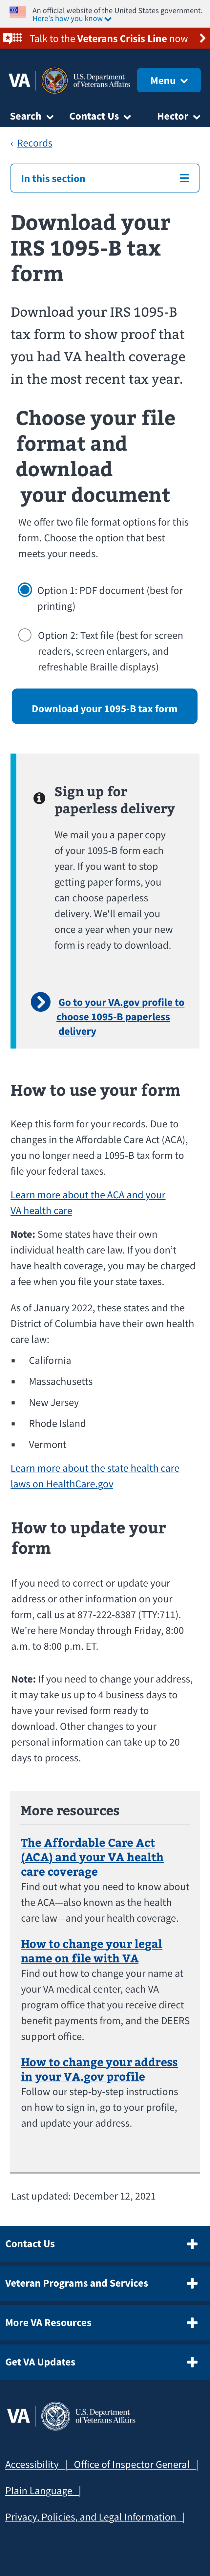 An official website of the United States government.
Here's how you know
Talk to the Veterans Crisis Line now
VA
U.S. Department
of Veterans Affairs
Menu
Search
Contact Us
Hector
‹ Records
In this section
Download your
IRS 1095-B tax
form
Download your IRS 1095-B
tax form to show proof that
you had VA health coverage
in the most recent tax year.
Choose your file
format and
download
your document
We offer two file format options for this
form. Choose the option that best
meets your needs.
Option 1: PDF document (best for
printing)
Option 2: Text file (best for screen
readers, screen enlargers, and
refreshable Braille displays)
Download your 1095-B tax form
Sign up for
paperless delivery
We mail you a paper copy
of your 1095-B form each
year. If you want to stop
getting paper forms, you
can choose paperless
delivery. We'll email you
once a year when your new
form is ready to download.
Go to your VA.gov profile to
choose 1095-B paperless
delivery
How to use your form
Keep this form for your records. Due to
changes in the Affordable Care Act (ACA),
you no longer need a 1095-B tax form to
file your federal taxes.
Learn more about the ACA and your
VA health care
Note: Some states have their own
individual health care law. If you don't
have health coverage, you may be charged
a fee when you file your state taxes.
As of January 2022, these states and the
District of Columbia have their own health
care law:
▪ California
▪ Massachusetts
▪ New Jersey
▪ Rhode Island
▪ Vermont
Learn more about the state health care
laws on HealthCare.gov
How to update your
form
If you need to correct or update your
address or other information on your
form, call us at 877-222-8387 (TTY:711).
We're here Monday through Friday, 8:00
a.m. to 8:00 p.m. ET.
Note: If you need to change your address,
it may take us up to 4 business days to
have your revised form ready to
download. Other changes to your
personal information can take up to 20
days to process.
More resources
The Affordable Care Act
(ACA) and your VA health
care coverage
Find out what you need to know about
the ACA—also known as the health
care law—and your health coverage.
How to change your legal
name on file with VA
Find out how to change your name at
your VA medical center, each VA
program office that you receive direct
benefit payments from, and the DEERS
support office.
How to change your address
in your VA.gov profile
Follow our step-by-step instructions
on how to sign in, go to your profile,
and update your address.
Last updated: December 12, 2021
Contact Us
Veteran Programs and Services
More VA Resources
Get VA Updates
VA
U.S. Department
of Veterans Affairs
Accessibility | Office of Inspector General |
Plain Language |
Privacy, Policies, and Legal Information |